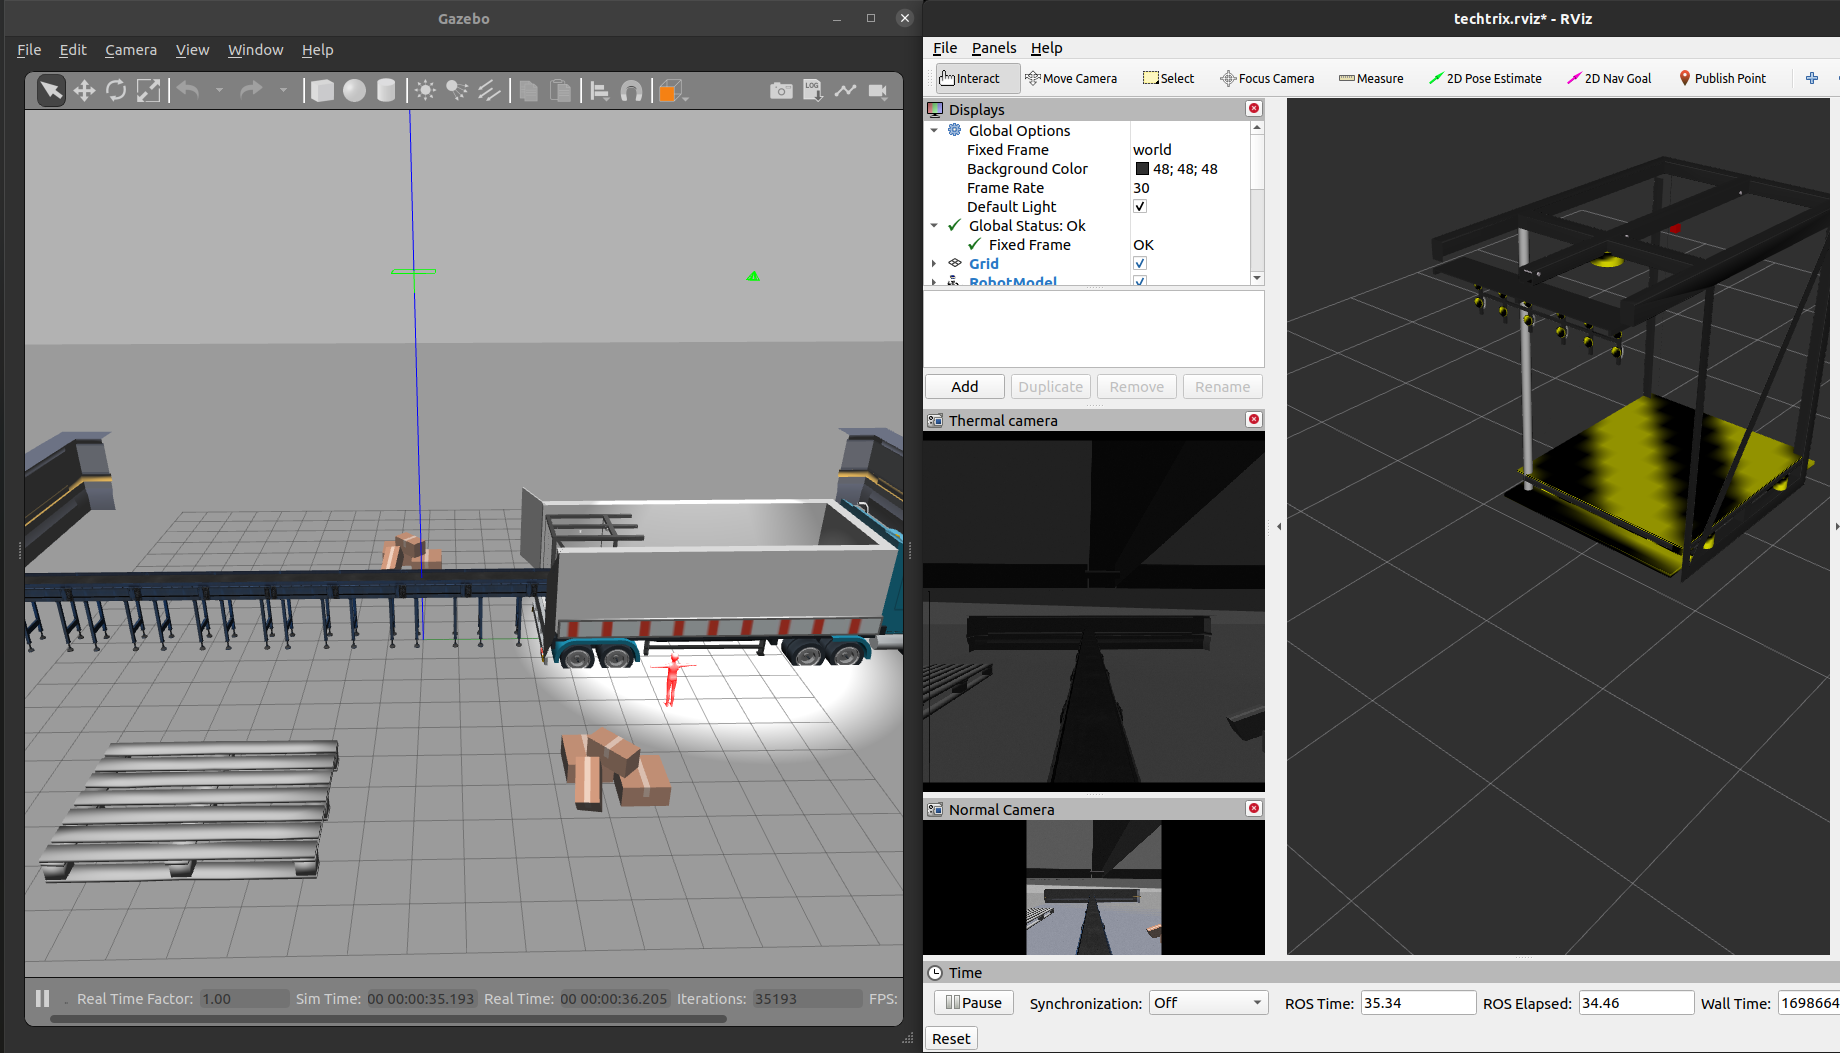 Gazebo
File Edit Camera View Window Help
LOG
Real Time Factor: 1.00 Sim Time: 00 00:00:35.193 Real Time: 00 00:00:36.205 Iterations: 35193 FPS:
techtrix.rviz* - RViz
File Panels Help
Interact Move Camera Select Focus Camera Measure 2D Pose Estimate 2D Nav Goal Publish Point
Displays
Global Options
Fixed Frame world
Background Color 48; 48; 48
Frame Rate 30
Default Light
Global Status: Ok
Fixed Frame OK
Grid
RobotModel
Add Duplicate Remove Rename
Thermal camera
Normal Camera
Time
Pause Synchronization: Off ROS Time: 35.34 ROS Elapsed: 34.46 Wall Time: 1698664
Reset